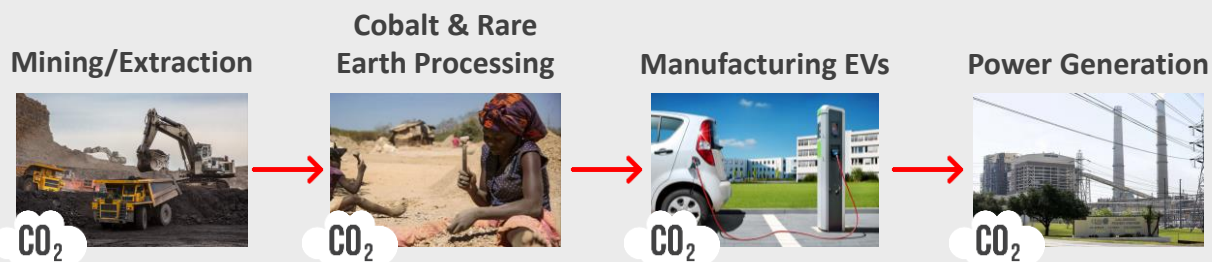 Mining/Extraction
Cobalt & Rare
Earth Processing
Manufacturing EVs
Power Generation
CO₂
CO₂
CO₂
CO₂